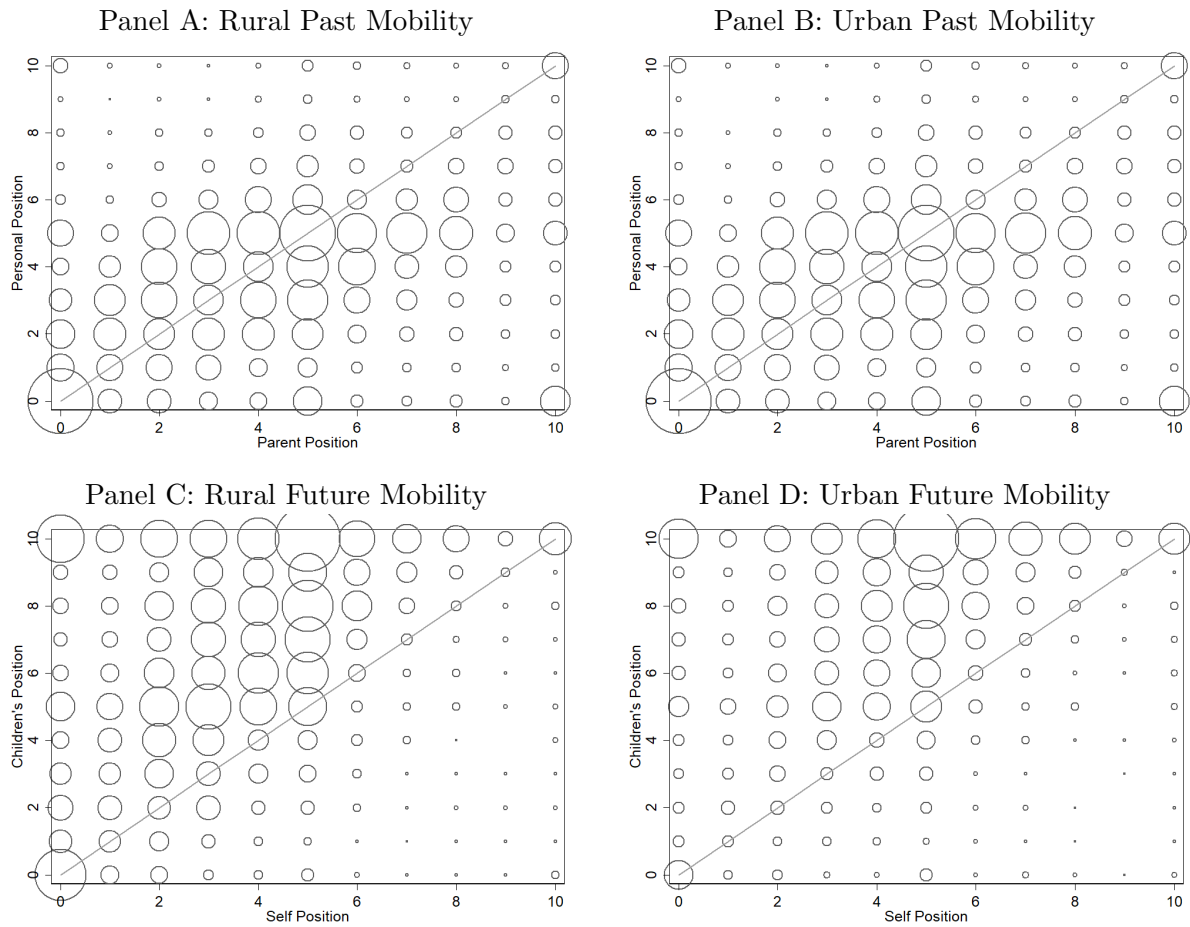 Panel A: Rural Past Mobility
Personal Position
10
8
6
4
2
0
0 2 4 6 8 10
Parent Position
Panel B: Urban Past Mobility
Personal Position
10
8
6
4
2
0
0 2 4 6 8 10
Parent Position
Panel C: Rural Future Mobility
Children's Position
10
8
6
4
2
0
0 2 4 6 8 10
Self Position
Panel D: Urban Future Mobility
Children's Position
10
8
6
4
2
0
0 2 4 6 8 10
Self Position